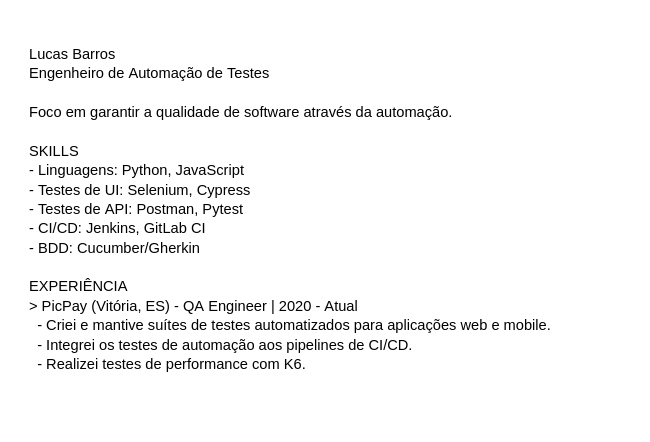 Lucas Barros
Engenheiro de Automação de Testes
Foco em garantir a qualidade de software através da automação.
SKILLS
- Linguagens: Python, JavaScript
- Testes de UI: Selenium, Cypress
- Testes de API: Postman, Pytest
- CI/CD: Jenkins, GitLab CI
- BDD: Cucumber/Gherkin
EXPERIÊNCIA
> PicPay (Vitória, ES) - QA Engineer | 2020 - Atual
- Criei e mantive suítes de testes automatizados para aplicações web e mobile.
- Integrei os testes de automação aos pipelines de CI/CD.
- Realizei testes de performance com K6.